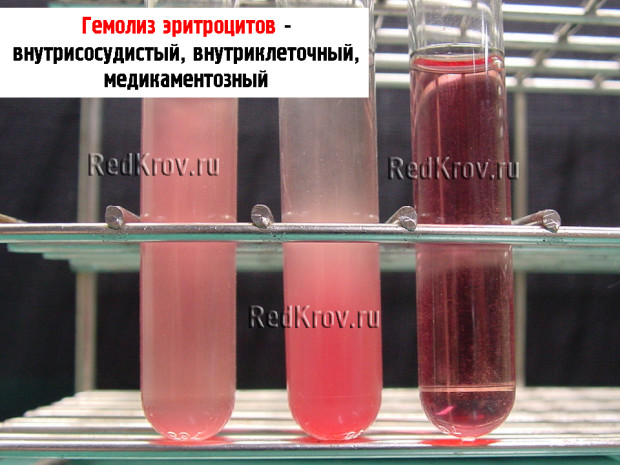 Гемолиз эритроцитов -
внутрисосудистый, внутриклеточный,
медикаментозный
RedKrov.ru
RedKrov.ru
RedKrov.ru